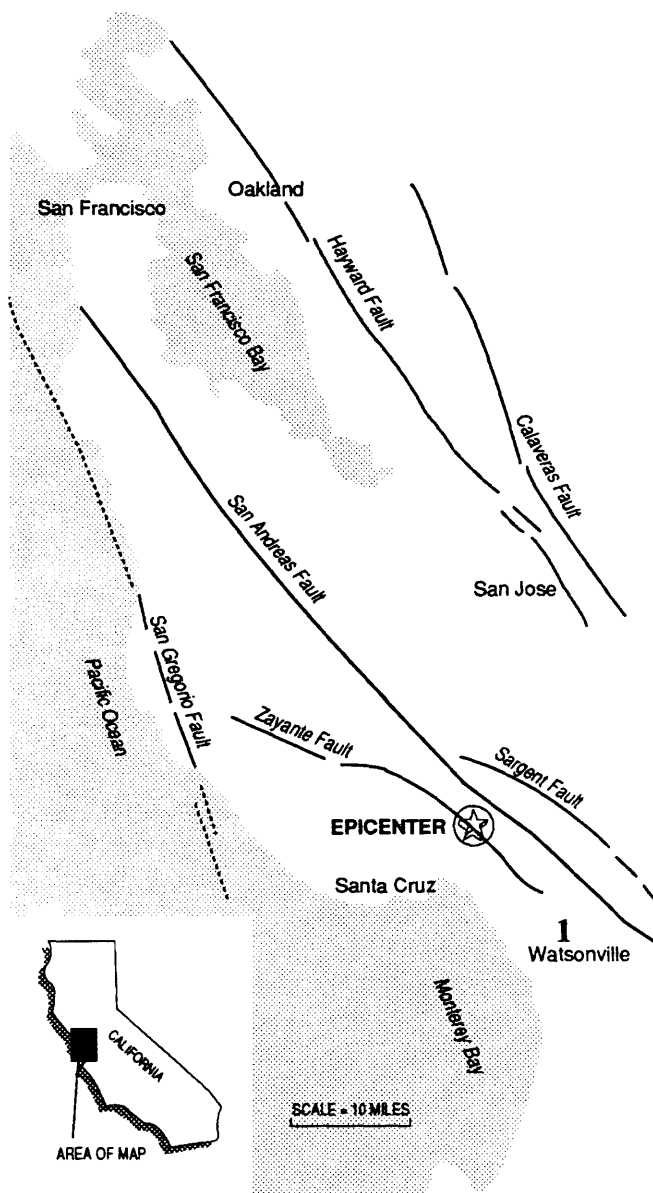 Oakland
San Francisco
Hayward Fault
San Francisco Bay
Calaveras Fault
San Andreas Fault
San Jose
San Gregorio Fault
Pacific Ocean
Zayante Fault
Sargent Fault
EPICENTER
Santa Cruz
1
Watsonville
Monterey Bay
CALIFORNIA
SCALE = 10 MILES
AREA OF MAP